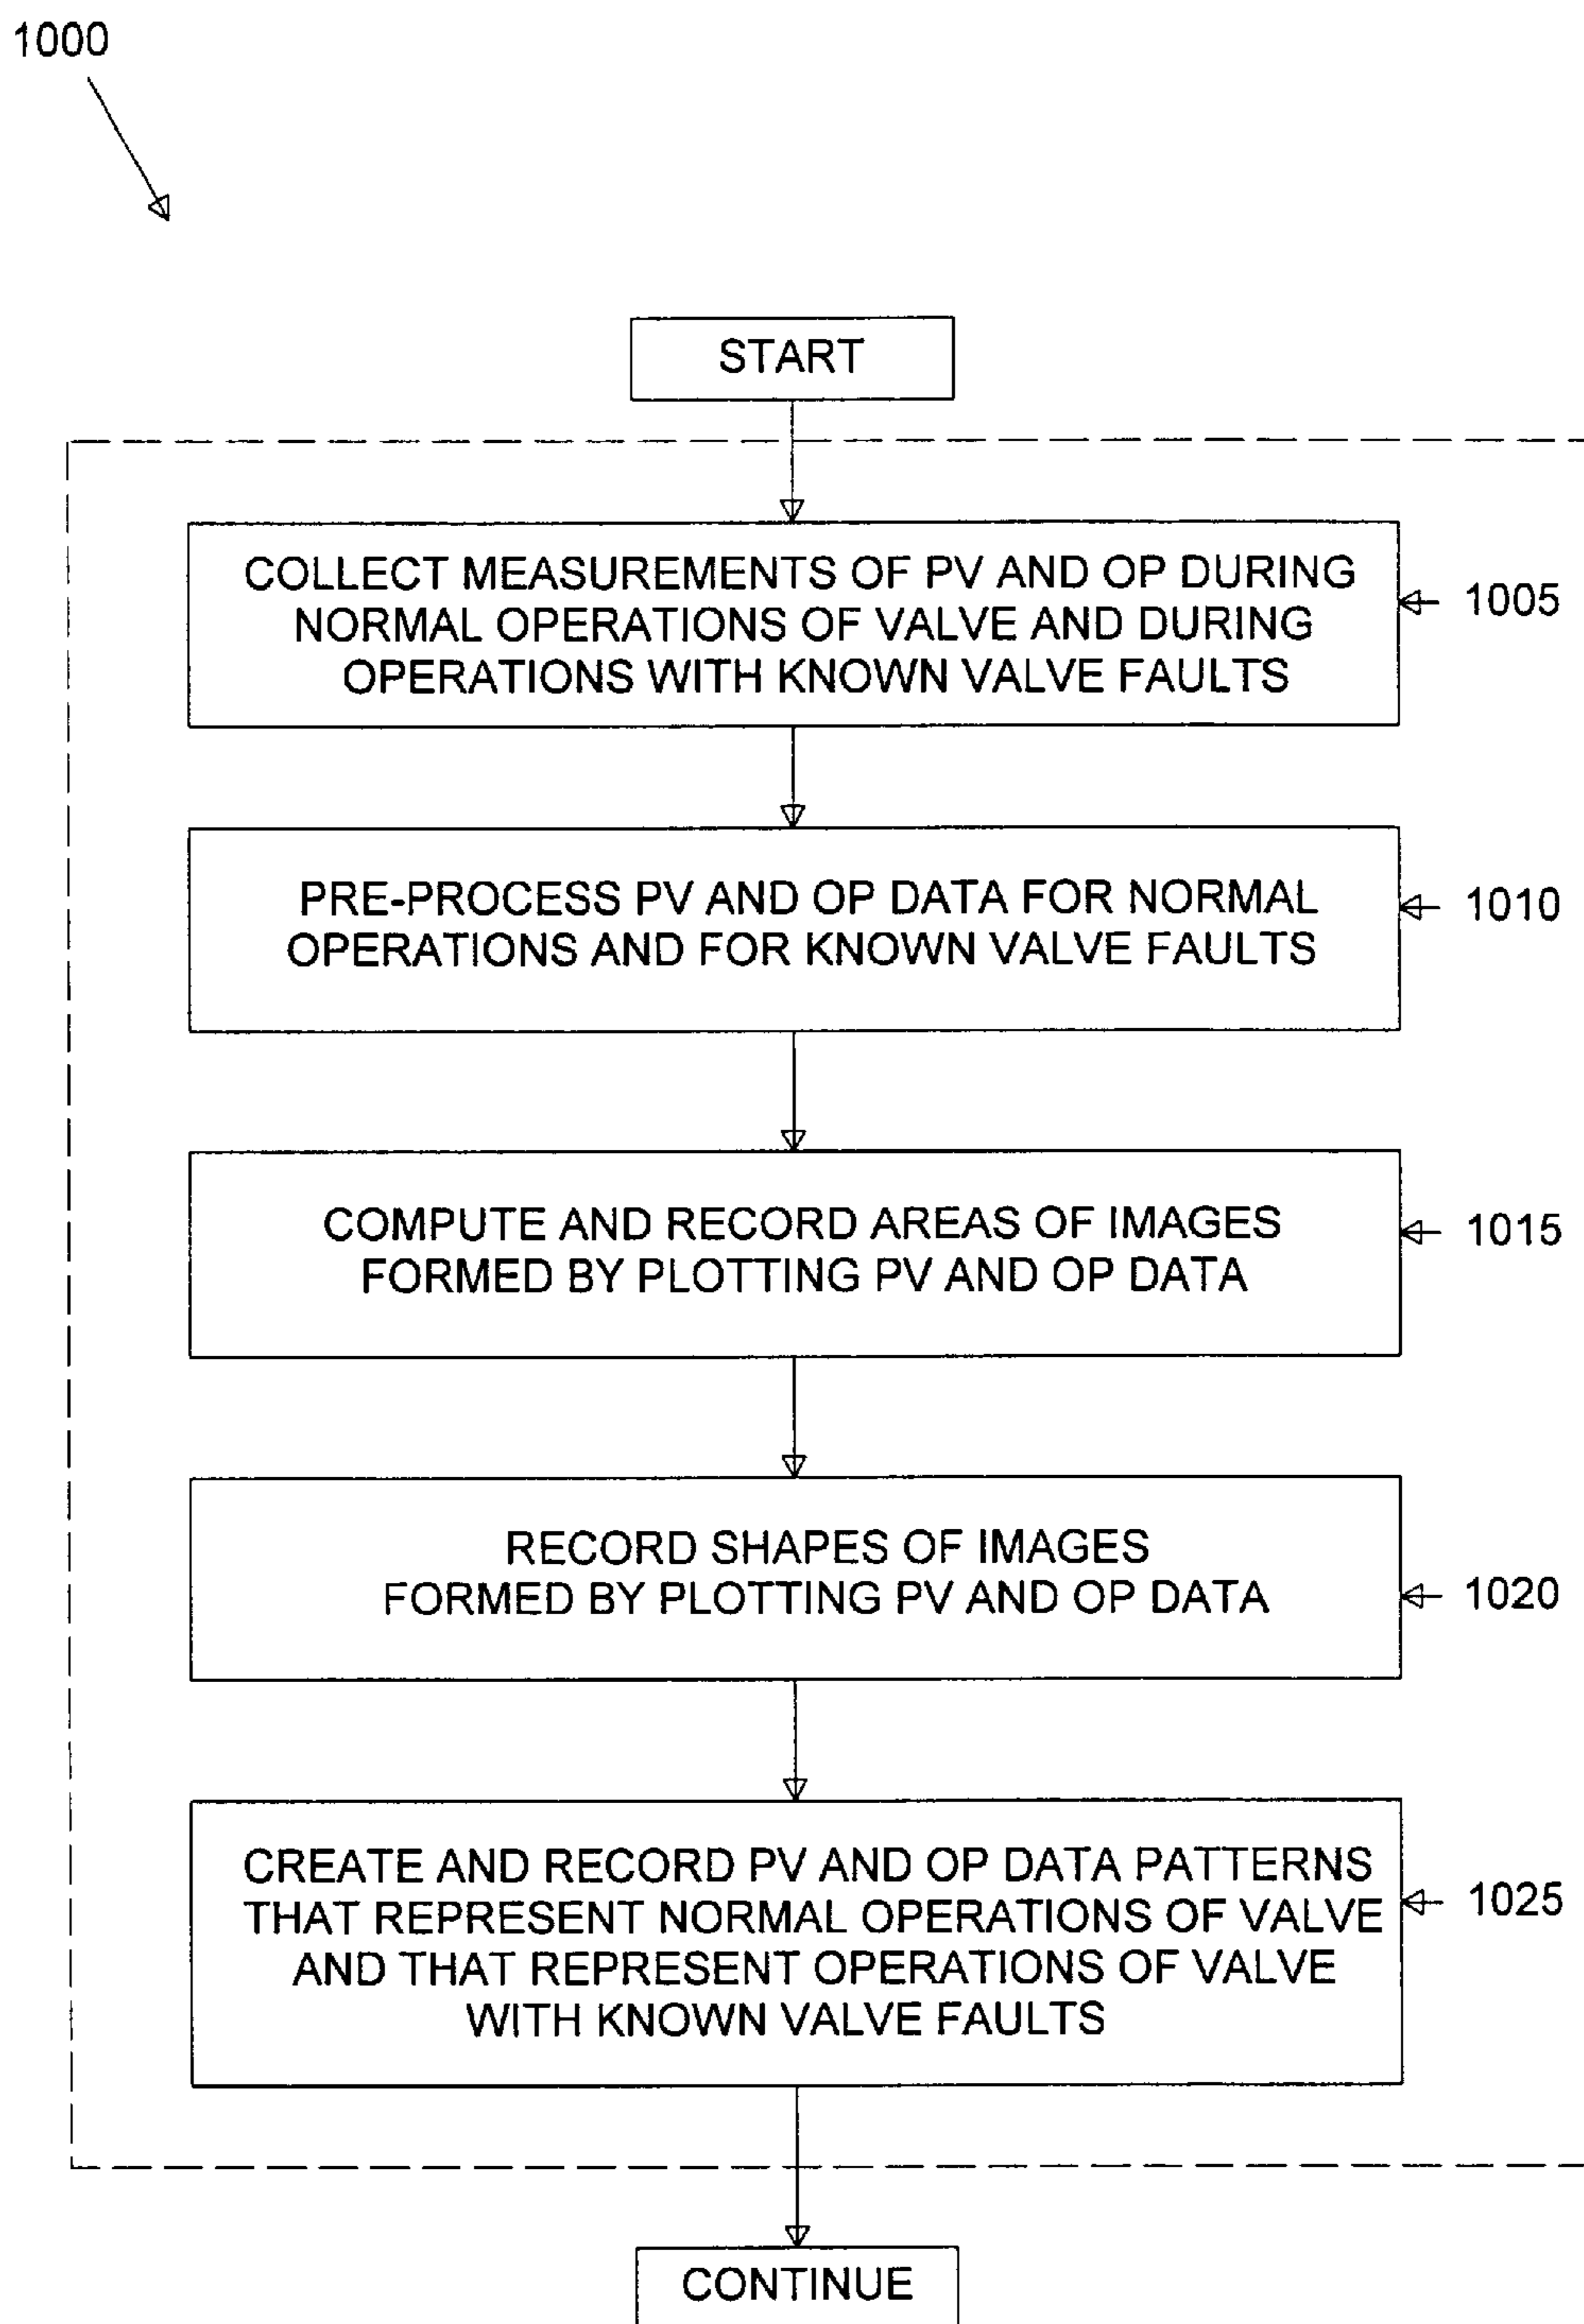 1000
START
COLLECT MEASUREMENTS OF PV AND OP DURING
NORMAL OPERATIONS OF VALVE AND DURING
OPERATIONS WITH KNOWN VALVE FAULTS
1005
PRE-PROCESS PV AND OP DATA FOR NORMAL
OPERATIONS AND FOR KNOWN VALVE FAULTS
1010
COMPUTE AND RECORD AREAS OF IMAGES
FORMED BY PLOTTING PV AND OP DATA
1015
RECORD SHAPES OF IMAGES
FORMED BY PLOTTING PV AND OP DATA
1020
CREATE AND RECORD PV AND OP DATA PATTERNS
THAT REPRESENT NORMAL OPERATIONS OF VALVE
AND THAT REPRESENT OPERATIONS OF VALVE
WITH KNOWN VALVE FAULTS
1025
CONTINUE